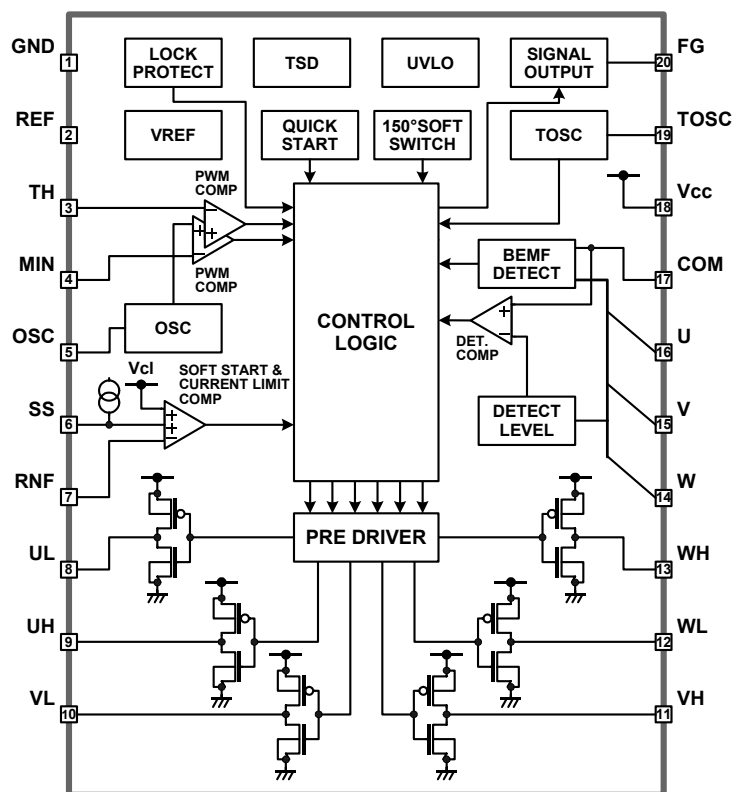 GND
1
LOCK
PROTECT
TSD
UVLO
SIGNAL
OUTPUT
FG
20
REF
2
VREF
QUICK
START
150°SOFT
SWITCH
TOSC
TOSC
19
TH
3
PWM
COMP
Vcc
18
MIN
4
PWM
COMP
BEMF
DETECT
COM
17
OSC
5
OSC
CONTROL
LOGIC
DET.
COMP
U
16
Vcl
SOFT START &
CURRENT LIMIT
COMP
SS
6
DETECT
LEVEL
V
15
RNF
7
W
14
UL
8
PRE DRIVER
WH
13
UH
9
WL
12
VL
10
VH
11